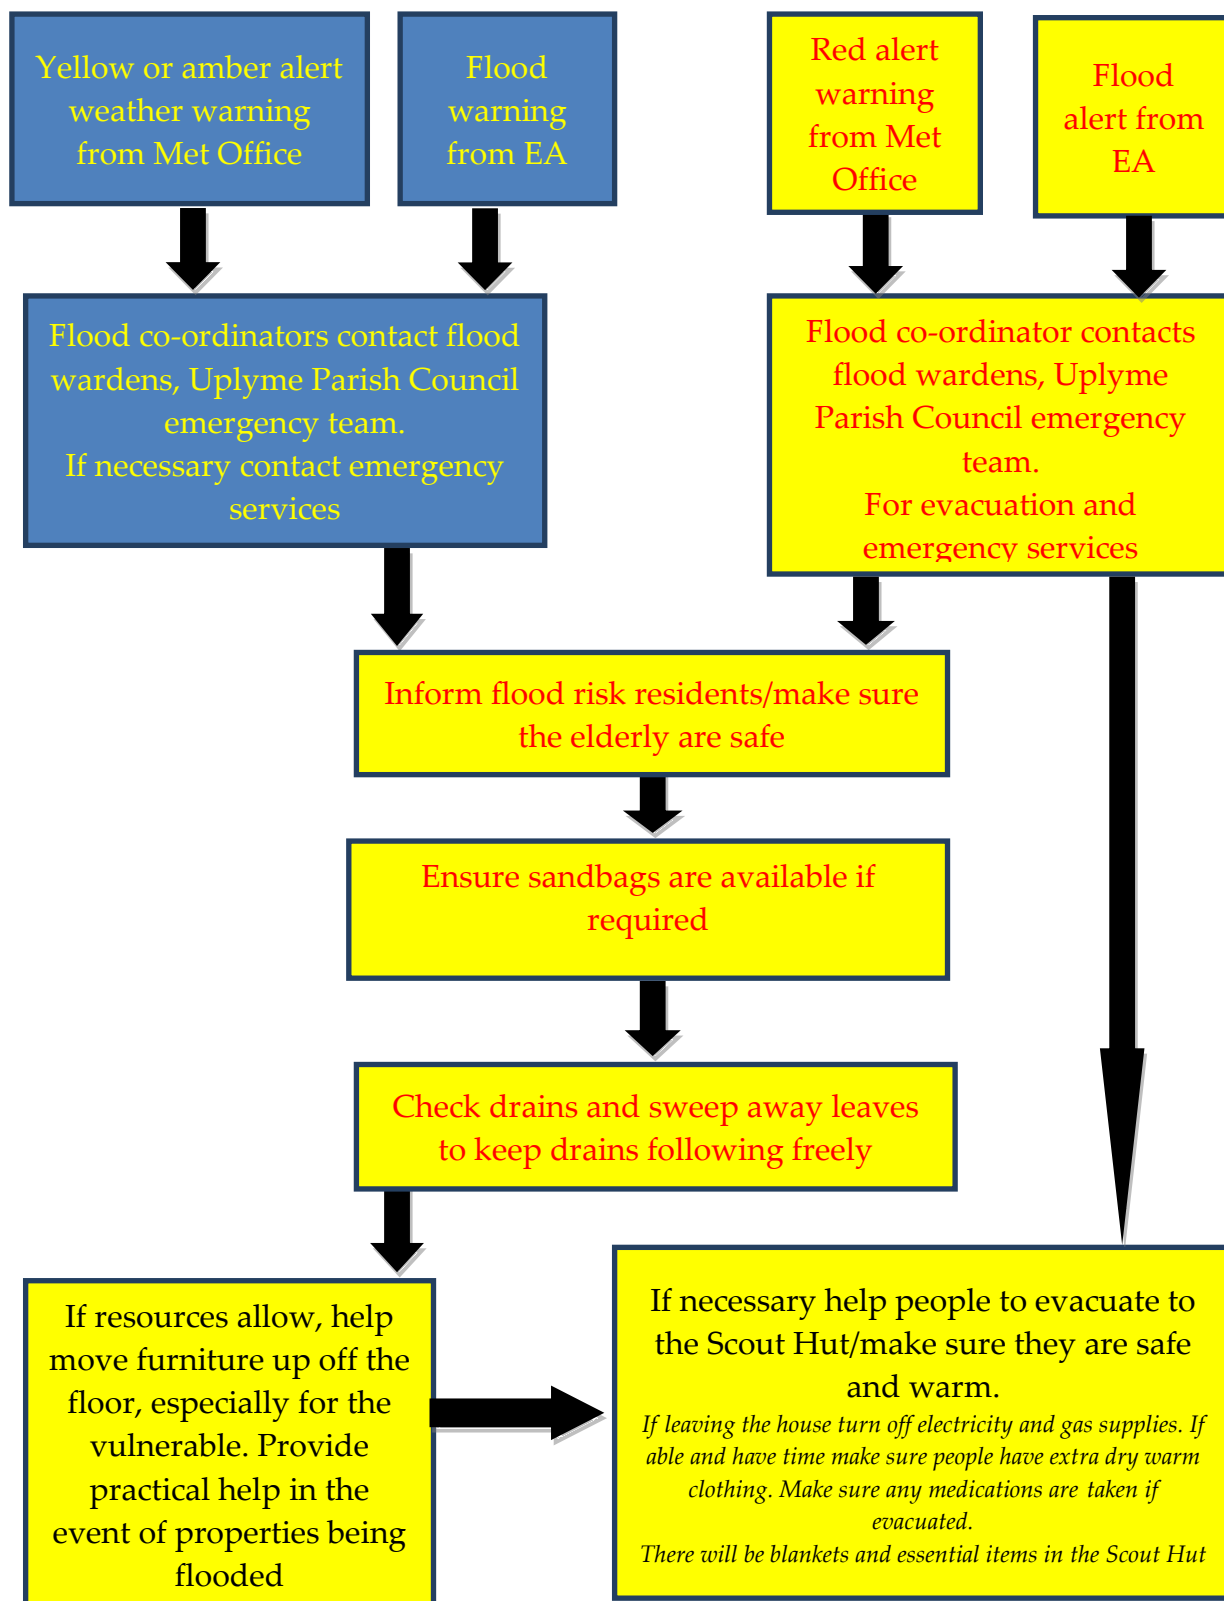 Yellow or amber alert
weather warning
from Met Office
Flood
warning
from EA
Red alert
warning
from Met
Office
Flood
alert from
EA
Flood co-ordinators contact flood
wardens, Uplyme Parish Council
emergency team.
If necessary contact emergency
services
Flood co-ordinator contacts
flood wardens, Uplyme
Parish Council emergency
team.
For evacuation and
emergency services
Inform flood risk residents/make sure
the elderly are safe
Ensure sandbags are available if
required
Check drains and sweep away leaves
to keep drains following freely
If resources allow, help
move furniture up off the
floor, especially for the
vulnerable. Provide
practical help in the
event of properties being
flooded
If necessary help people to evacuate to
the Scout Hut/make sure they are safe
and warm.
If leaving the house turn off electricity and gas supplies. If
able and have time make sure people have extra dry warm
clothing. Make sure any medications are taken if
evacuated.
There will be blankets and essential items in the Scout Hut